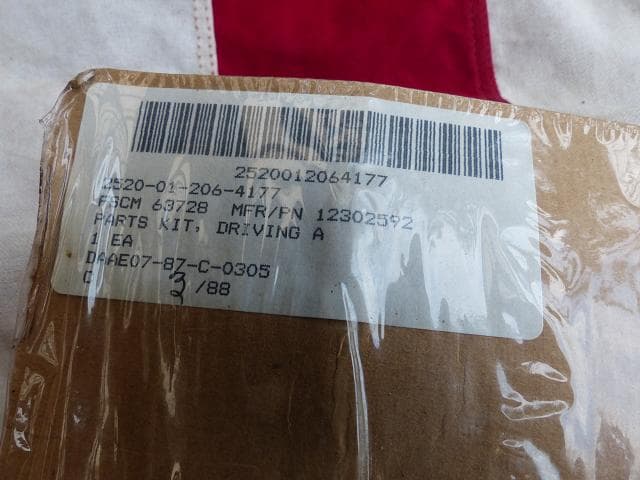 2520012064177
2520-01-206-4177
FSCM 63728 MFR/PN 12302592
PARTS KIT, DRIVING A
1 EA
DAAE07-87-C-0305
C 3/88